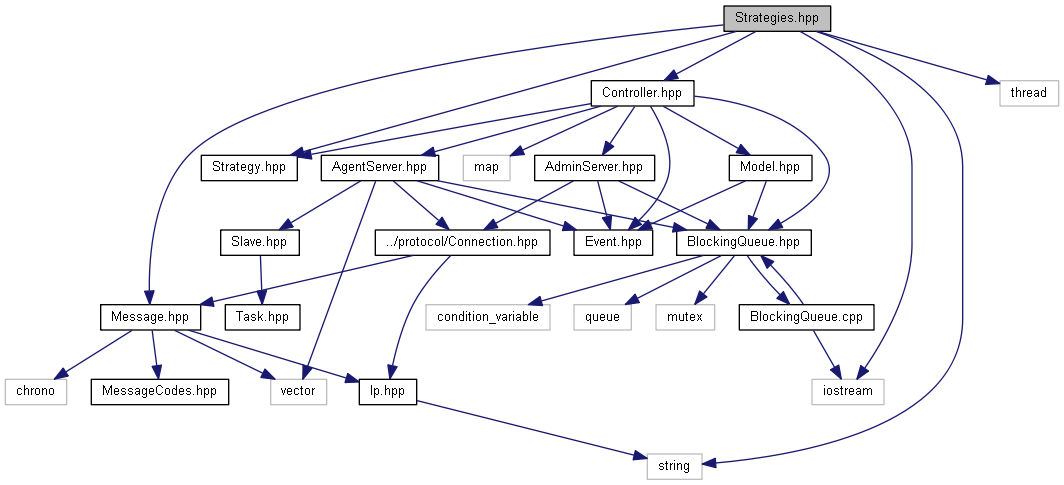 Strategies.hpp
Controller.hpp
thread
Strategy.hpp
AgentServer.hpp
map
AdminServer.hpp
Model.hpp
Slave.hpp
../protocol/Connection.hpp
Event.hpp
BlockingQueue.hpp
Message.hpp
Task.hpp
condition_variable
queue
mutex
BlockingQueue.cpp
chrono
MessageCodes.hpp
vector
Ip.hpp
iostream
string